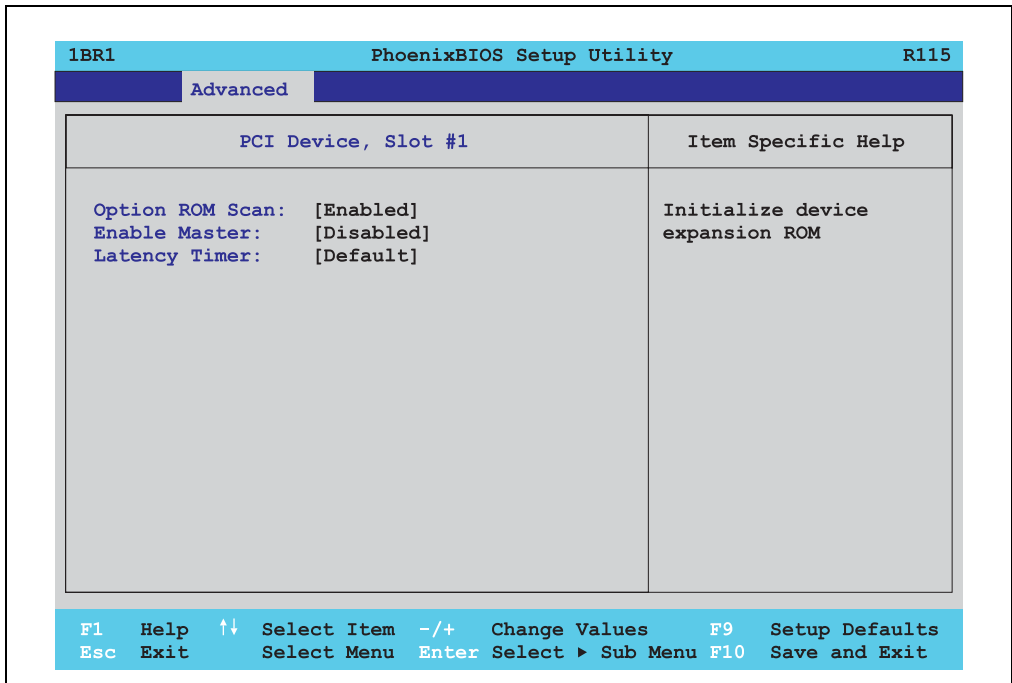 1BR1 PhoenixBIOS Setup Utility R115
Advanced
PCI Device, Slot #1
Item Specific Help
Option ROM Scan: [Enabled]
Enable Master: [Disabled]
Latency Timer: [Default]
Initialize device
expansion ROM
F1 Help ↑↓ Select Item -/+ Change Values F9 Setup Defaults
Esc Exit Select Menu Enter Select ▶ Sub Menu F10 Save and Exit